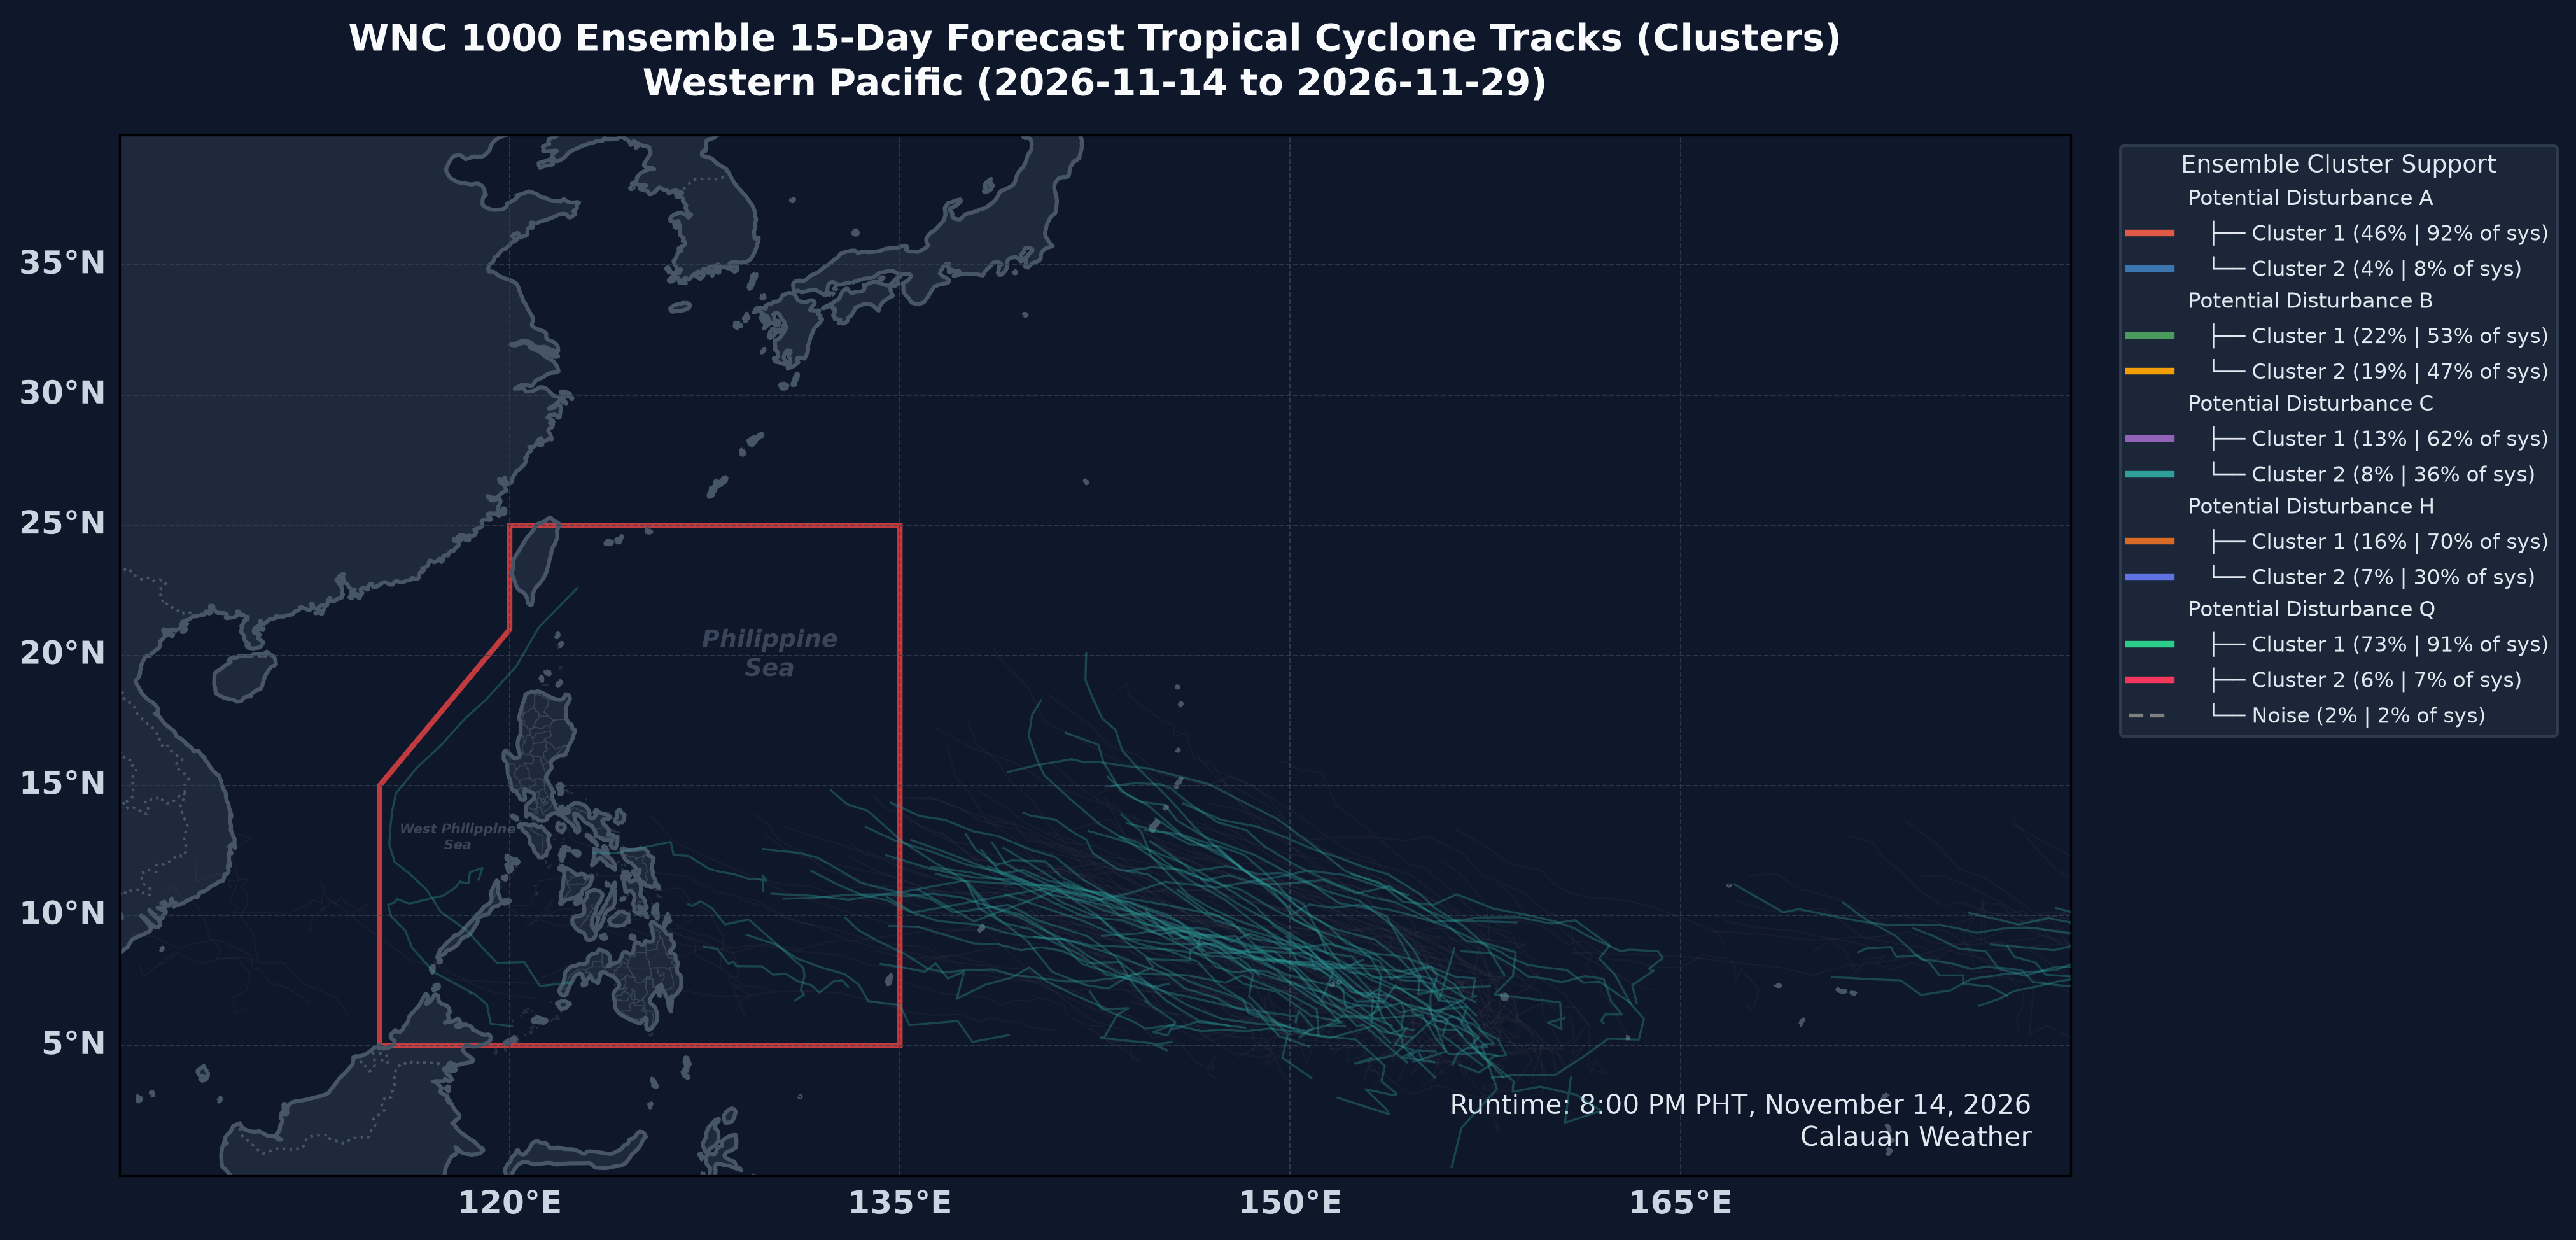 WNC 1000 Ensemble 15-Day Forecast Tropical Cyclone Tracks (Clusters)
Western Pacific (2026-11-14 to 2026-11-29)
35°N
30°N
25°N
20°N
15°N
10°N
5°N
120°E
135°E
150°E
165°E
Philippine
Sea
West Philippine
Sea
Runtime: 8:00 PM PHT, November 14, 2026
Calauan Weather
Ensemble Cluster Support
Potential Disturbance A
Cluster 1 (46% | 92% of sys)
Cluster 2 (4% | 8% of sys)
Potential Disturbance B
Cluster 1 (22% | 53% of sys)
Cluster 2 (19% | 47% of sys)
Potential Disturbance C
Cluster 1 (13% | 62% of sys)
Cluster 2 (8% | 36% of sys)
Potential Disturbance H
Cluster 1 (16% | 70% of sys)
Cluster 2 (7% | 30% of sys)
Potential Disturbance Q
Cluster 1 (73% | 91% of sys)
Cluster 2 (6% | 7% of sys)
Noise (2% | 2% of sys)